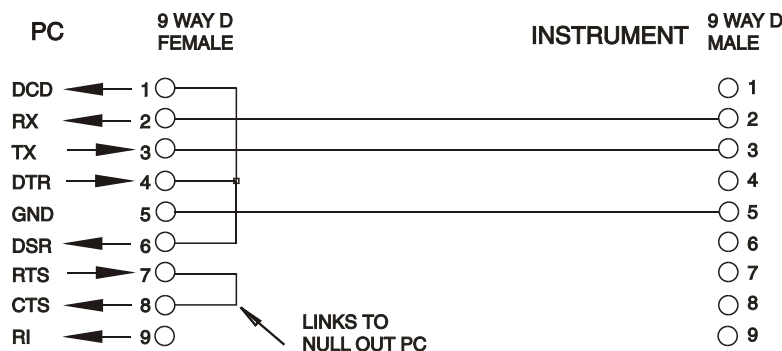 PC
9 WAY D
FEMALE
INSTRUMENT
9 WAY D
MALE
DCD 1 1
RX 2 2
TX 3 3
DTR 4 4
GND 5 5
DSR 6 6
RTS 7 7
CTS 8 8
RI 9 9
LINKS TO
NULL OUT PC